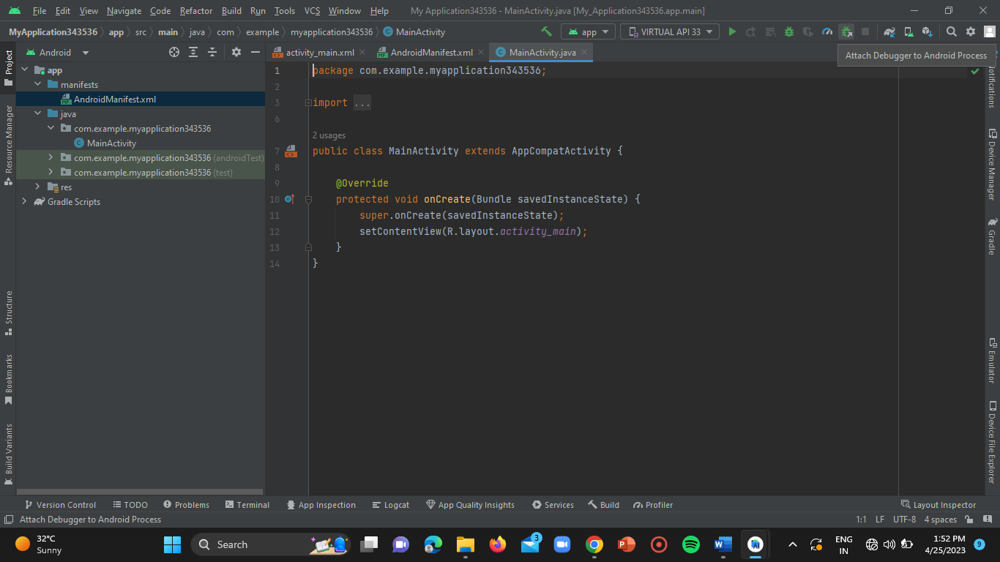 File Edit View Navigate Code Refactor Build Run Tools VCS Window Help My Application343536 - MainActivity.java [My_Application343536.app.main]
MyApplication343536 app src main java com example myapplication343536 MainActivity app VIRTUAL API 33
Android activity_main.xml AndroidManifest.xml MainActivity.java
Attach Debugger to Android Process
Project
Resource Manager
Structure
Bookmarks
Build Variants
app
manifests
AndroidManifest.xml
java
com.example.myapplication343536
MainActivity
com.example.myapplication343536 (androidTest)
com.example.myapplication343536 (test)
res
Gradle Scripts
1 package com.example.myapplication343536;
2
3 import ...
6
2 usages
7 public class MainActivity extends AppCompatActivity {
8
9 @Override
10 protected void onCreate(Bundle savedInstanceState) {
11 super.onCreate(savedInstanceState);
12 setContentView(R.layout.activity_main);
13 }
14 }
Notifications
Device Manager
Gradle
Emulator
Device File Explorer
Version Control TODO Problems Terminal App Inspection Logcat App Quality Insights Services Build Profiler Layout Inspector
Attach Debugger to Android Process 1:1 LF UTF-8 4 spaces
32°C
Sunny
Search
3
ENG
IN
1:52 PM
4/25/2023
9